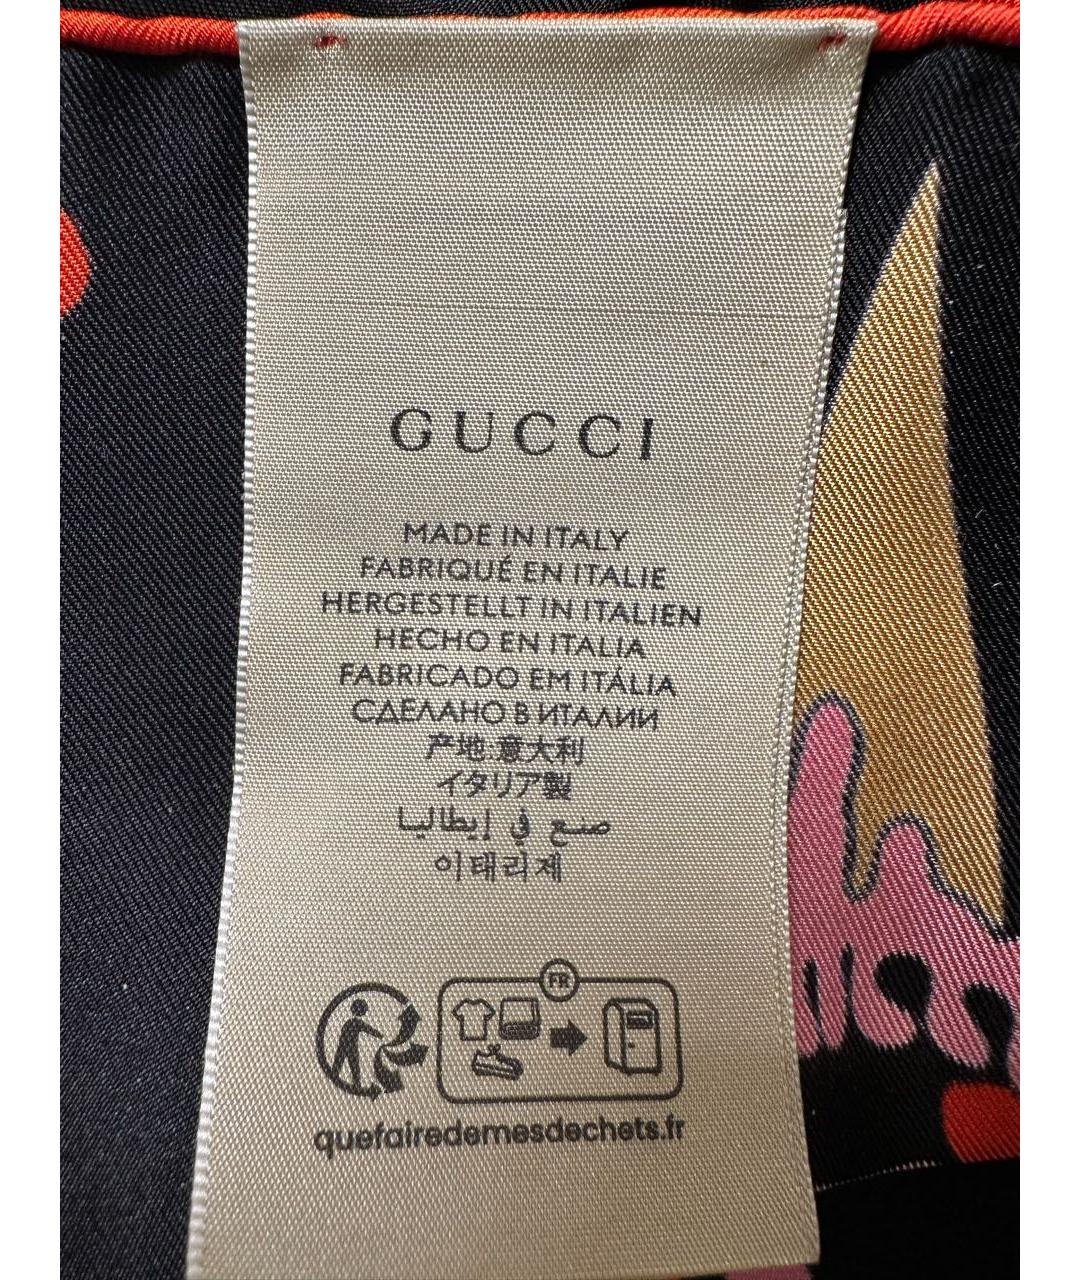 GUCCI
MADE IN ITALY
FABRIQUÉ EN ITALIE
HERGESTELLT IN ITALIEN
HECHO EN ITALIA
FABRICADO EM ITÁLIA
СДЕЛАНО В ИТАЛИИ
产地:意大利
イタリア製
صنع في إيطاليا
이태리제
FR
quefairedemesdechets.fr